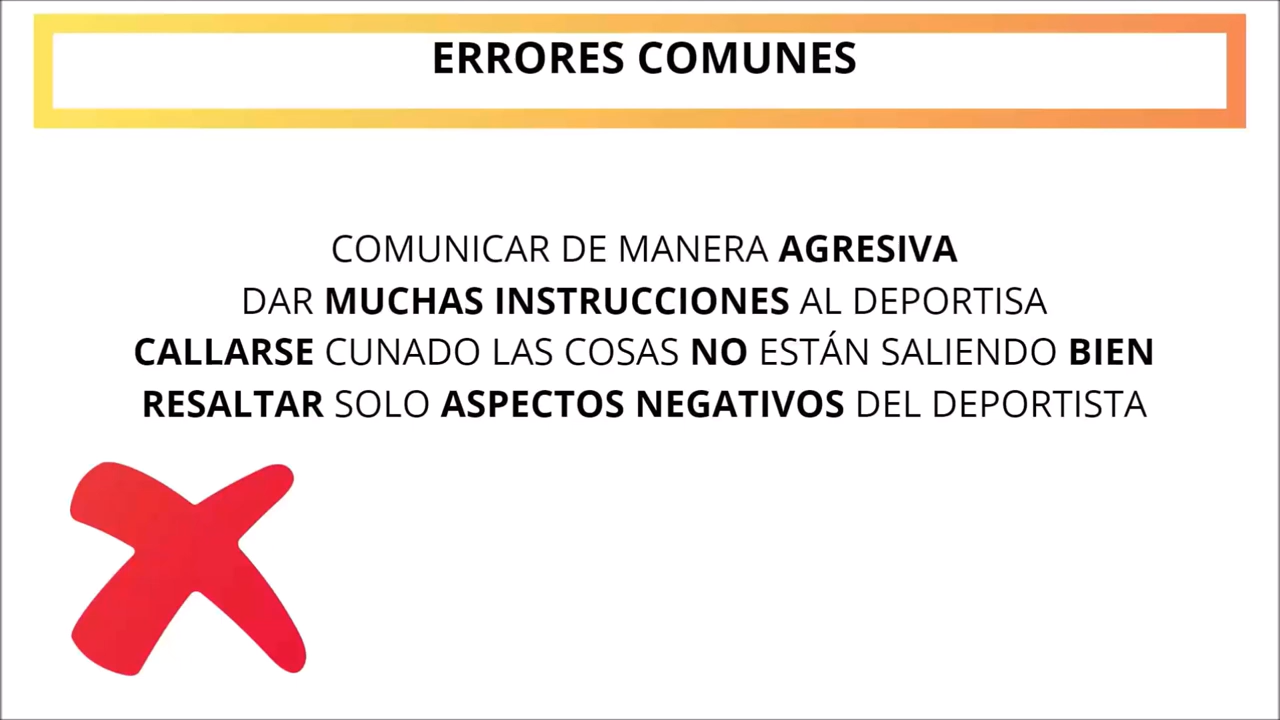 ERRORES COMUNES
COMUNICAR DE MANERA AGRESIVA
DAR MUCHAS INSTRUCCIONES AL DEPORTISA
CALLARSE CUNADO LAS COSAS NO ESTÁN SALIENDO BIEN
RESALTAR SOLO ASPECTOS NEGATIVOS DEL DEPORTISTA